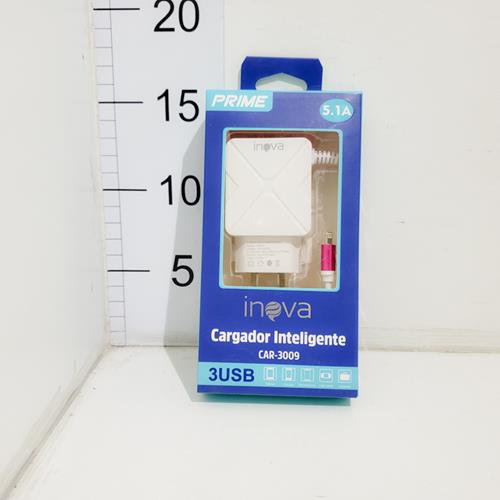 20
15
10
5
PRIME
5.1A
inova
inova
Cargador Inteligente
CAR-3009
3USB